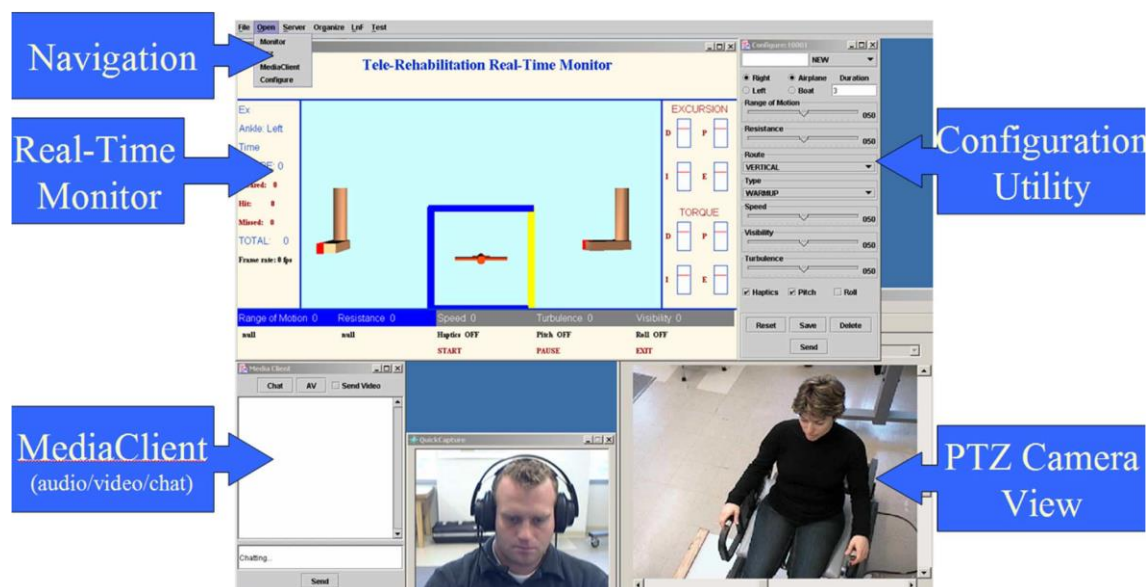 Navigation
Real-Time
Monitor
MediaClient
(audio/video/chat)
File Open Server Organize LnF Test
Monitor
MediaClient
Configure
Tele-Rehabilitation Real-Time Monitor
Ex
Ankle: Left
Time
0
0
Hit: 0
Missed: 0
TOTAL: 0
Frame rate: 0 fps
EXCURSION
D P
I E
TORQUE
D P
I E
Range of Motion 0 Resistance 0 Speed 0 Turbulence 0 Visibility 0
null null Haptics OFF Pitch OFF Roll OFF
START PAUSE EXIT
Configure: 10001
NEW
Right Airplane Duration
Left Boat 3
Range of Motion
050
Resistance
050
Route
VERTICAL
Type
WARMUP
Speed
050
Visibility
050
Turbulence
050
Haptics Pitch Roll
Reset Save Delete
Send
Media Client
Chat AV Send Video
Chatting...
Send
QuickCapture
Configuration
Utility
PTZ Camera
View